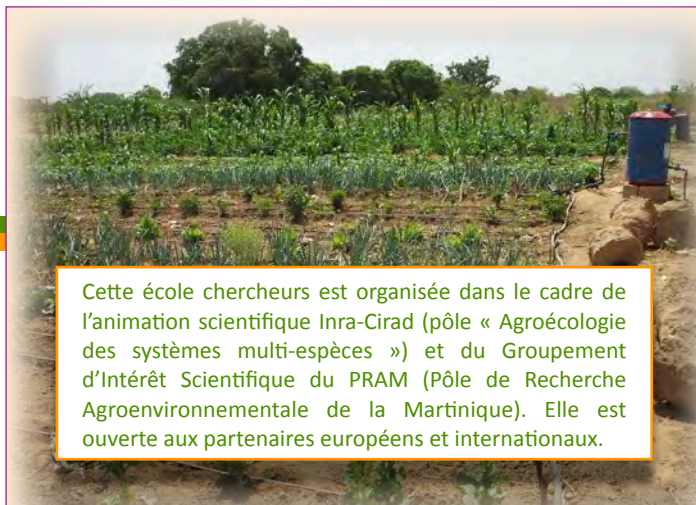 Cette école chercheurs est organisée dans le cadre de
l'animation scientifique Inra-Cirad (pôle « Agroécologie
des systèmes multi-espèces ») et du Groupement
d'Intérêt Scientifique du PRAM (Pôle de Recherche
Agroenvironnementale de la Martinique). Elle est
ouverte aux partenaires européens et internationaux.